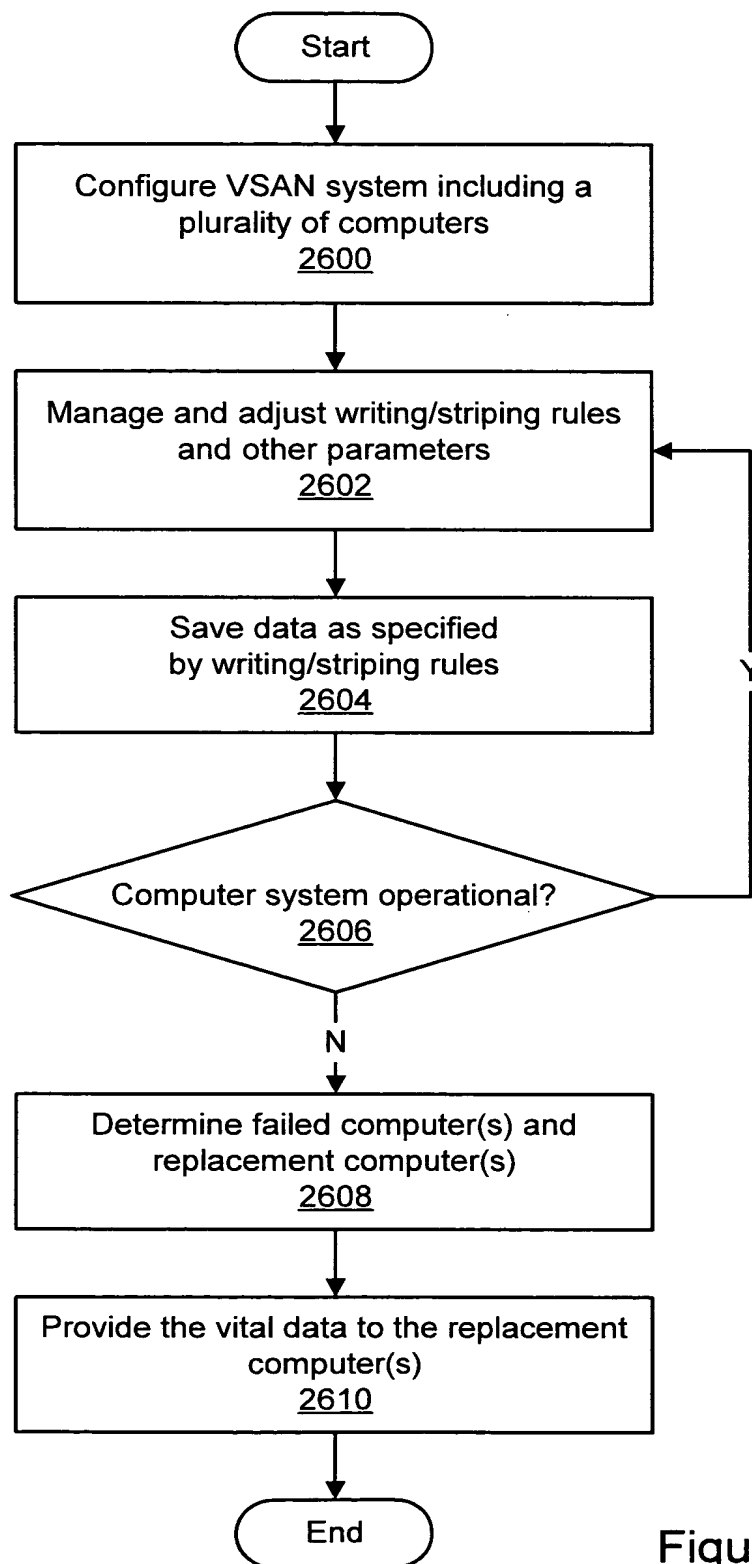 Start
Configure VSAN system including a
plurality of computers
2600
Manage and adjust writing/striping rules
and other parameters
2602
Save data as specified
by writing/striping rules
2604
Y
Computer system operational?
2606
N
Determine failed computer(s) and
replacement computer(s)
2608
Provide the vital data to the replacement
computer(s)
2610
End